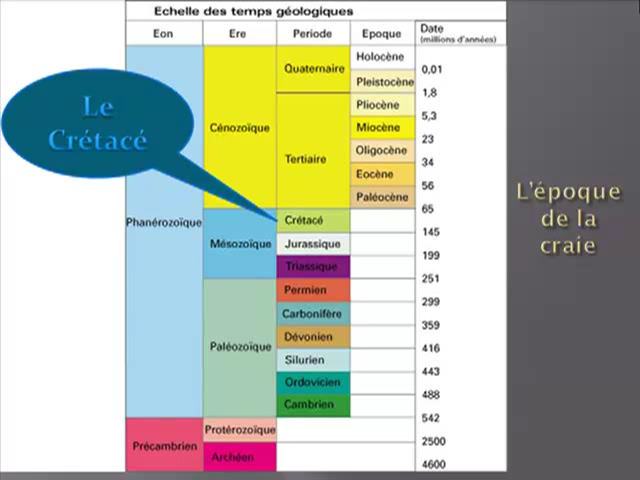 Echelle des temps géologiques
Eon Ère Periode Epoque Date
(millions d'années)
Holocène
Quaternaire 0,01
Pleistocène
1,8
Pliocène
5,3
Cénozoïque Miocène
23
Oligocène
Tertiaire 34
Eocène
56
Paléocène
65
Le
Crétacé
Phanérozoïque Crétacé
145
Mésozoïque Jurassique
199
Triassique
251
Permien
299
Carbonifère
359
Paléozoïque Dévonien
416
Silurien
443
Ordovicien
488
Cambrien
542
Précambrien Protérozoïque
2500
Archéen
4600
L'époque
de la
craie